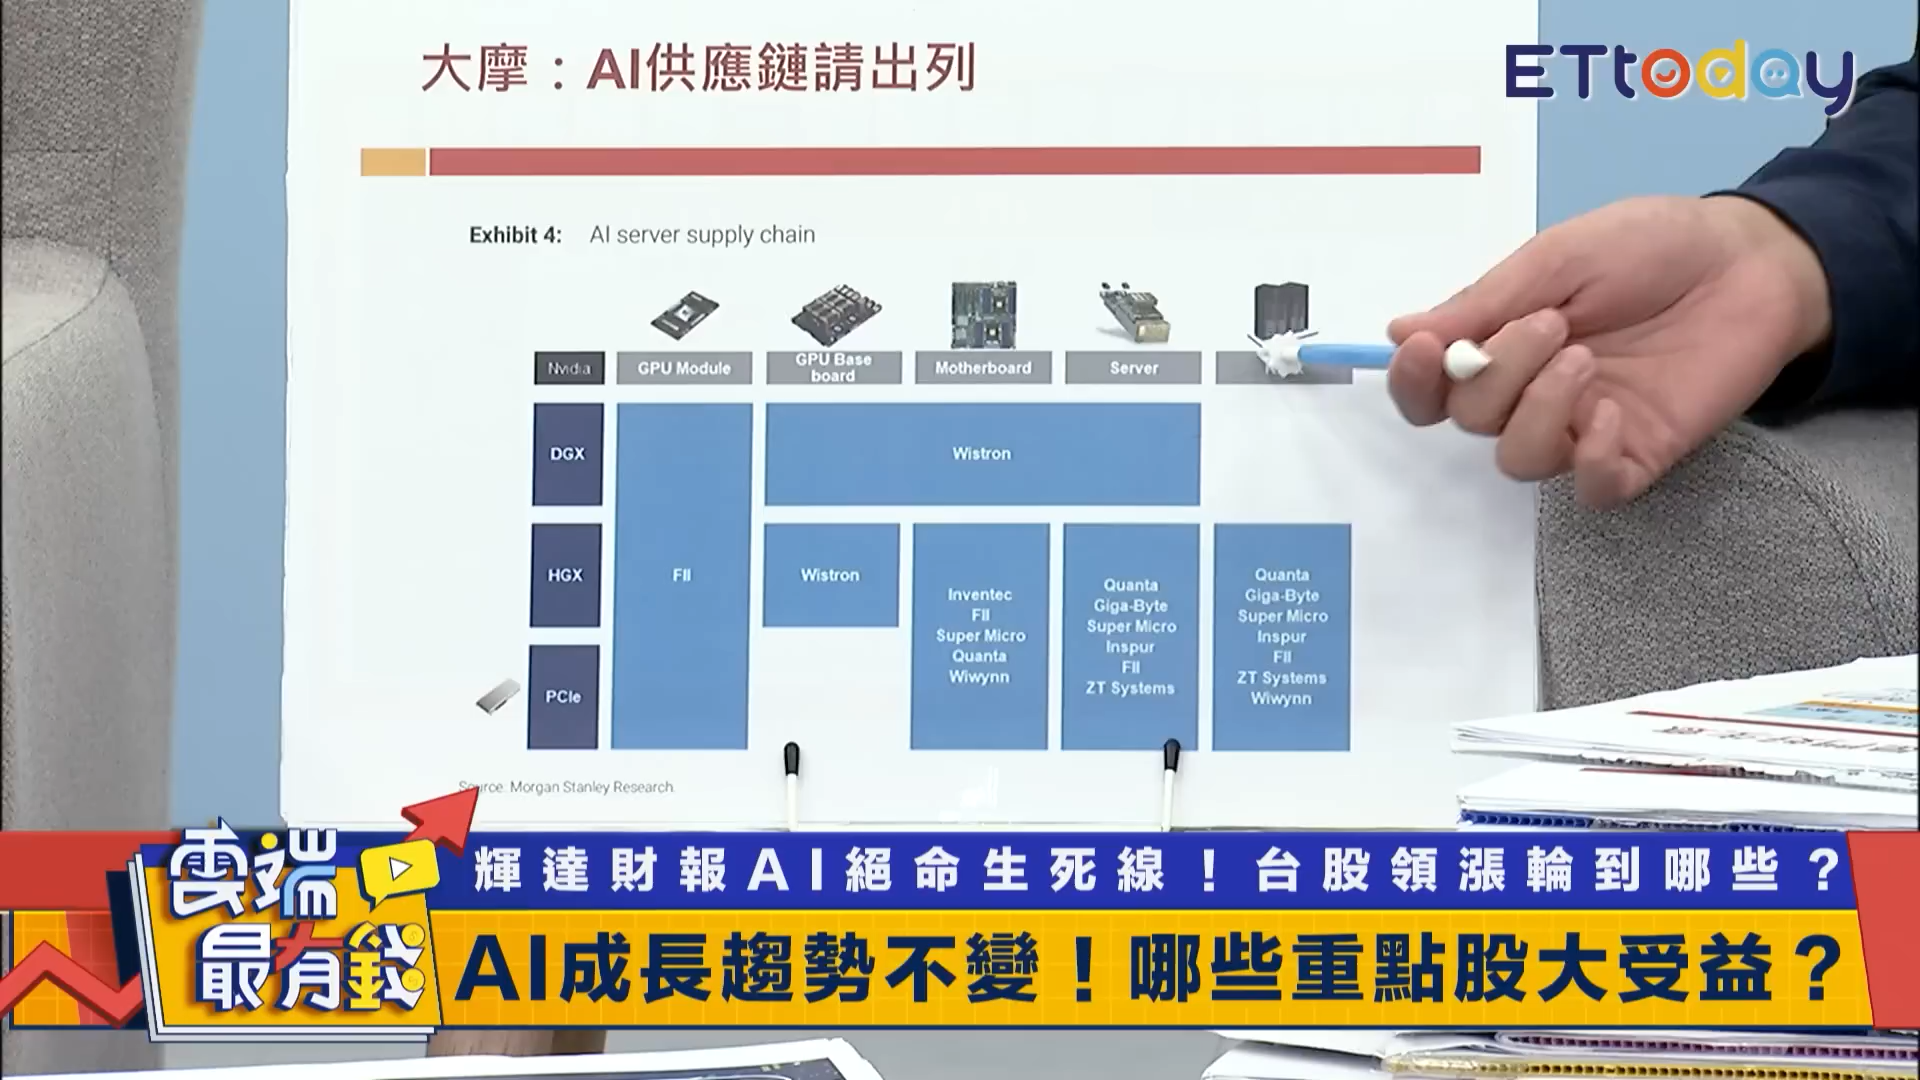 大摩：AI供應鏈請出列
ETtoday
Exhibit 4: AI server supply chain
Nvidia
GPU Module
GPU Base board
Motherboard
Server
DGX
Wistron
HGX
FII
Wistron
Inventec
FII
Super Micro
Quanta
Wiwynn
Quanta
Giga-Byte
Super Micro
Inspur
FII
ZT Systems
Quanta
Giga-Byte
Super Micro
Inspur
FII
ZT Systems
Wiwynn
PCIe
Source: Morgan Stanley Research.
雲端最有錢
輝達財報AI絕命生死線！台股領漲輪到哪些？
AI成長趨勢不變！哪些重點股大受益？